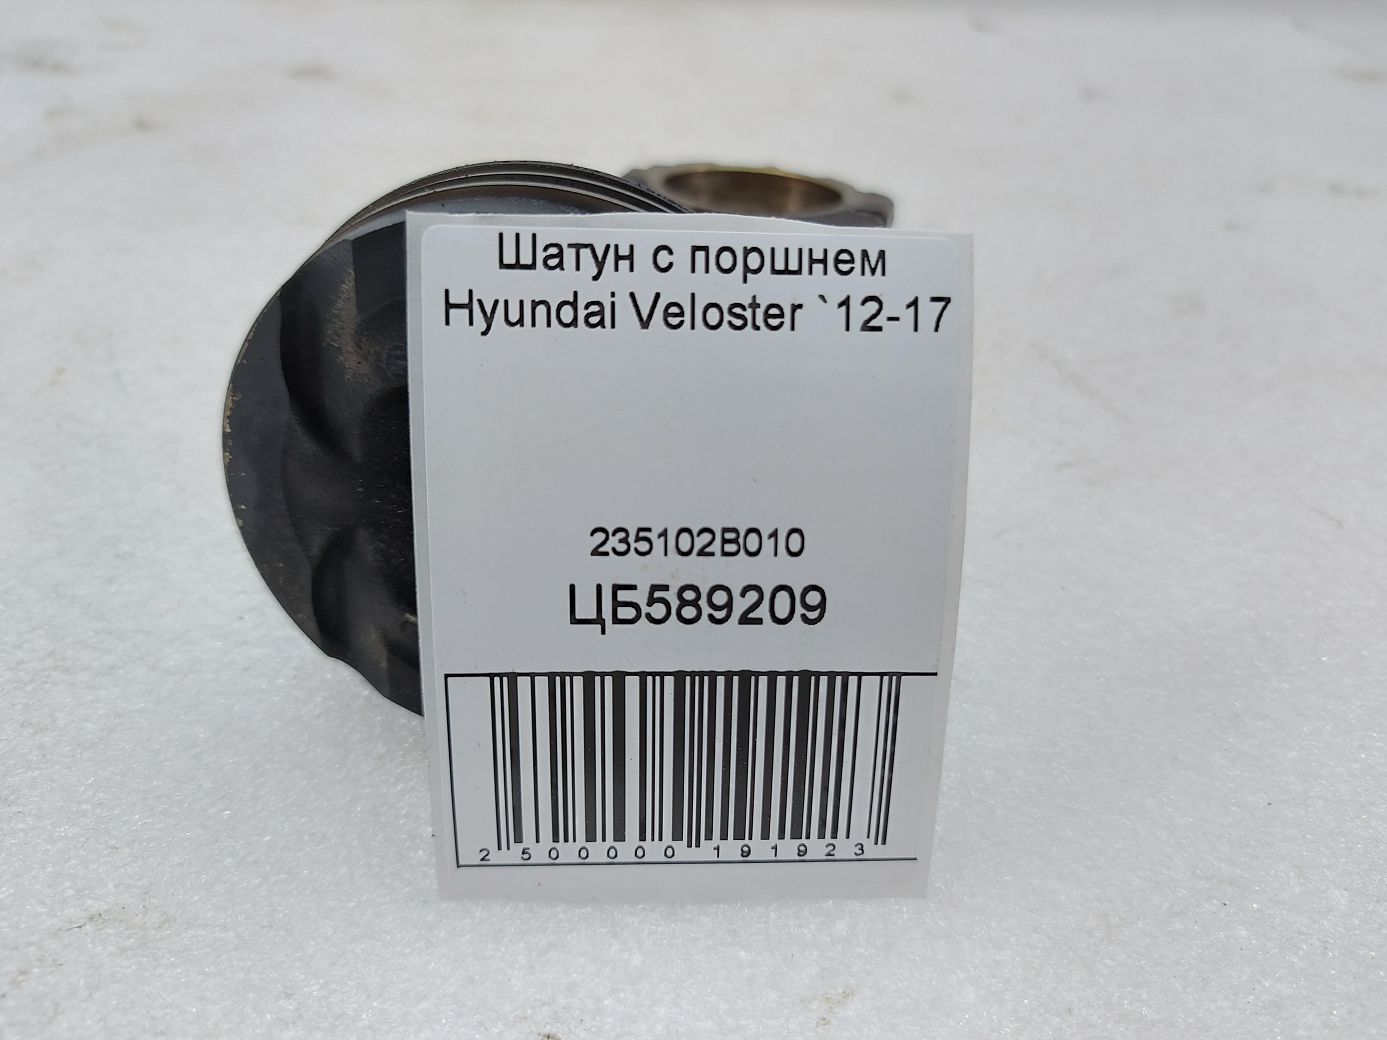 Шатун с поршнем
Hyundai Veloster `12-17
235102B010
ЦБ589209
2 500000 191923